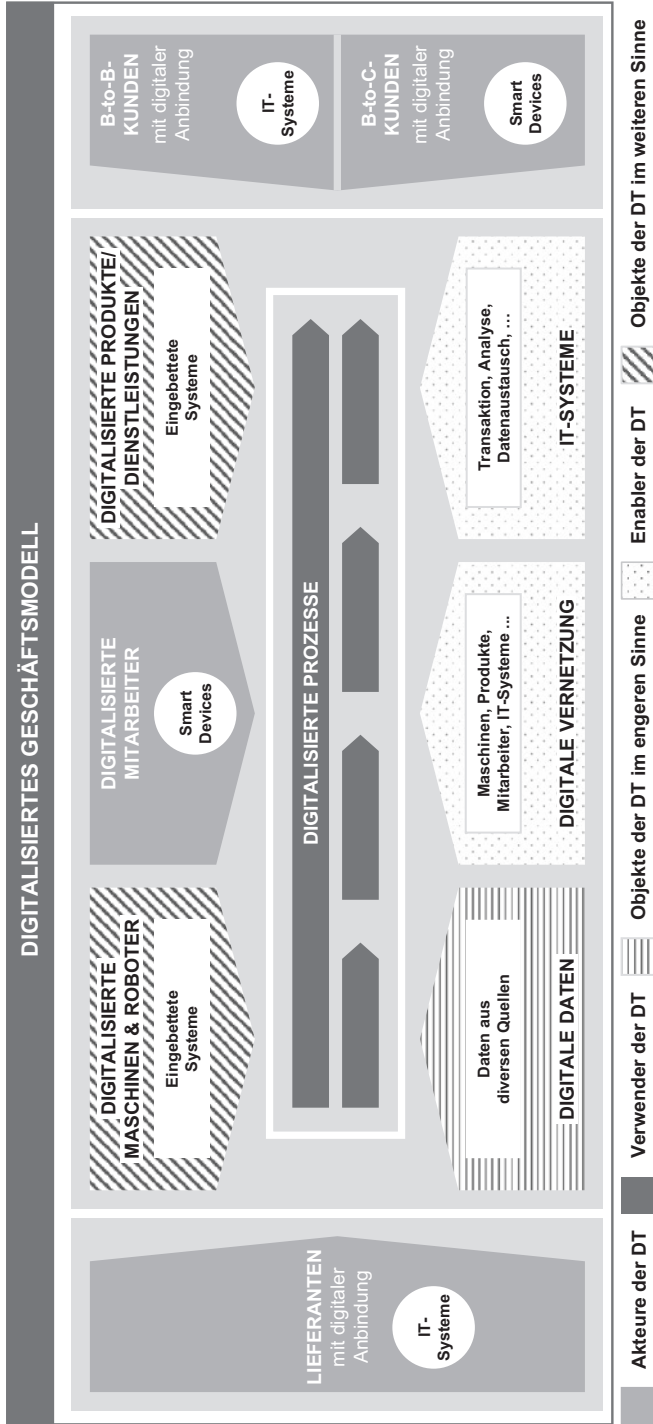 DIGITALISIERTES GESCHÄFTSMODELL
LIEFERANTEN
mit digitaler
Anbindung
IT-
Systeme
DIGITALISIERTE
MASCHINEN & ROBOTER
Eingebettete
Systeme
DIGITALISIERTE
MITARBEITER
Smart
Devices
DIGITALISIERTE PRODUKTE/
DIENSTLEISTUNGEN
Eingebettete
Systeme
DIGITALISIERTE PROZESSE
Daten aus
diversen Quellen
DIGITALE DATEN
Maschinen, Produkte,
Mitarbeiter, IT-Systeme ...
DIGITALE VERNETZUNG
Transaktion, Analyse,
Datenaustausch, ...
IT-SYSTEME
B-to-B-
KUNDEN
mit digitaler
Anbindung
IT-
Systeme
B-to-C-
KUNDEN
mit digitaler
Anbindung
Smart
Devices
Akteure der DT
Verwender der DT
Objekte der DT im engeren Sinne
Enabler der DT
Objekte der DT im weiteren Sinne